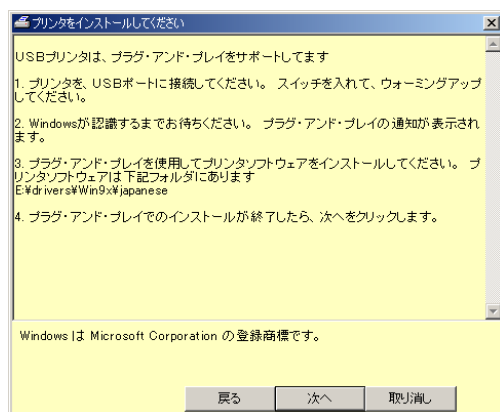 プリンタをインストールしてください
USBプリンタは、プラグ・アンド・プレイをサポートしてます
1. プリンタを、USBポートに接続してください。 スイッチを入れて、ウォーミングアップ
してください。
2. Windowsが認識するまでお待ちください。 プラグ・アンド・プレイの通知が表示され
ます。
3. プラグ・アンド・プレイを使用してプリンタソフトウェアをインストールしてください。 プ
リンタソフトウェアは下記フォルダにあります
E:¥drivers¥Win9x¥japanese
4. プラグ・アンド・プレイでのインストールが終了したら、次へをクリックします。
Windows は Microsoft Corporation の登録商標です。
戻る
次へ
取り消し